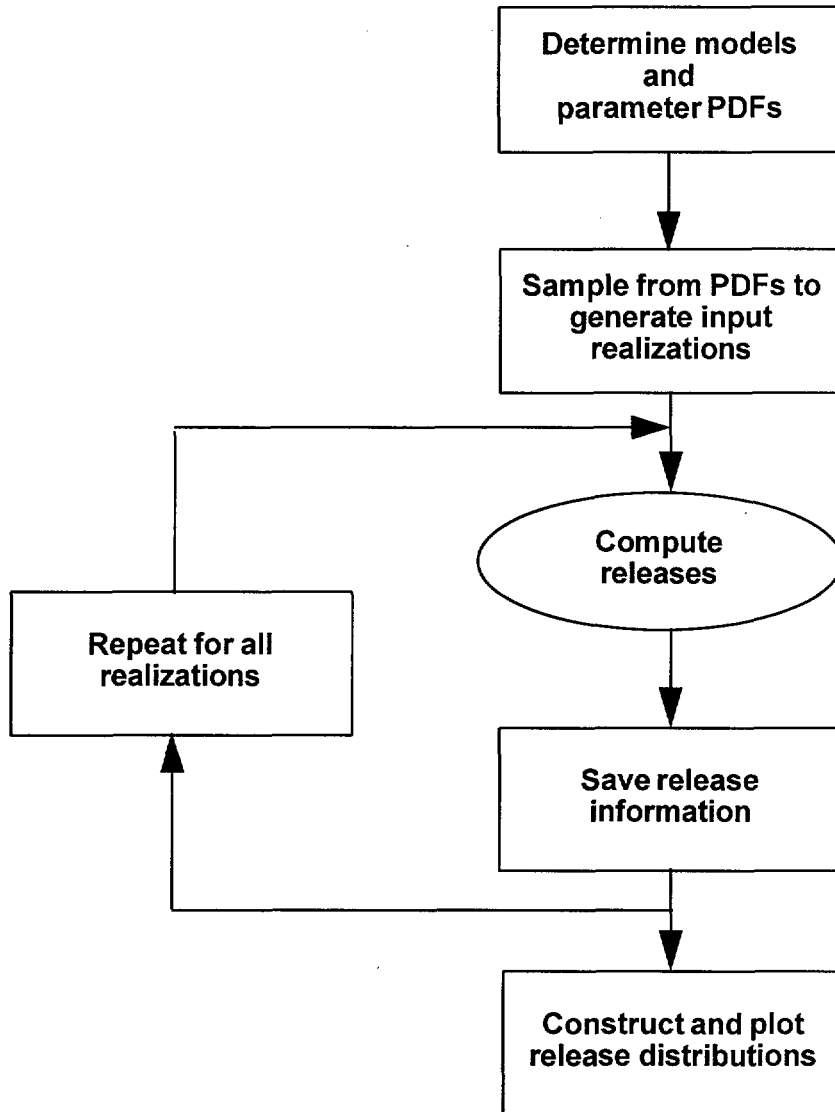 Determine models
and
parameter PDFs
Sample from PDFs to
generate input
realizations
Compute
releases
Repeat for all
realizations
Save release
information
Construct and plot
release distributions